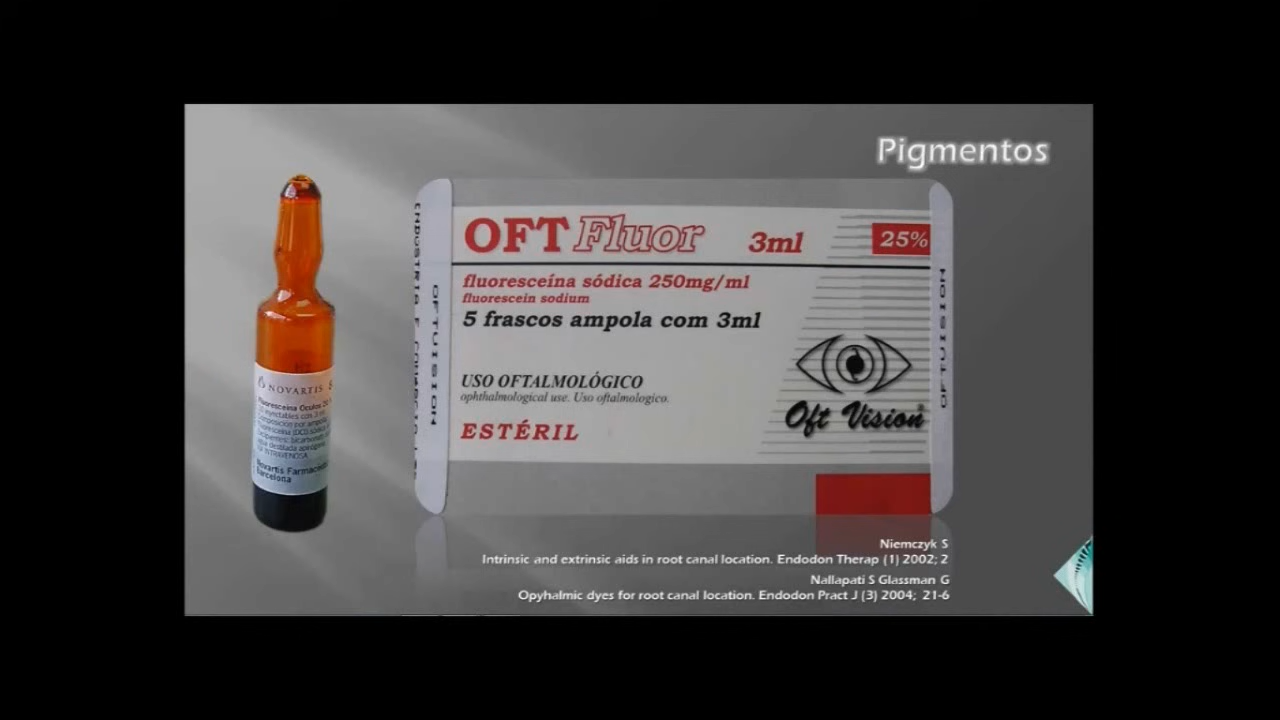 Pigmentos
OFT Fluor 3ml 25%
fluoresceína sódica 250mg/ml
fluorescein sodium
5 frascos ampola com 3ml
USO OFTALMOLÓGICO
ophthalmological use. Uso oftalmologico.
ESTÉRIL
Oft Vision
OFTVISION
OFTVISION
NOVARTIS
Fluoresceína Oculos
Novartis
Barcelona
Niemczyk S
Intrinsic and extrinsic aids in root canal location. Endodon Therap (1) 2002; 2
Nallapati S Glassman G
Opyhalmic dyes for root canal location. Endodon Pract J (3) 2004; 21-6